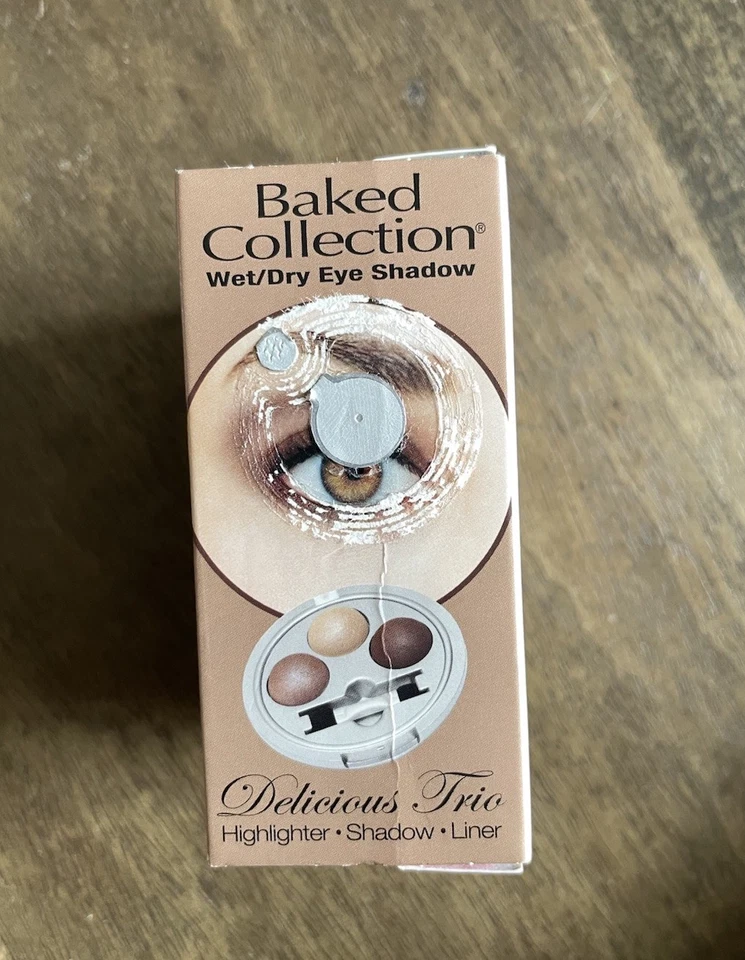 Baked
Collection®
Wet/Dry Eye Shadow
Delicious Trio
Highlighter • Shadow • Liner